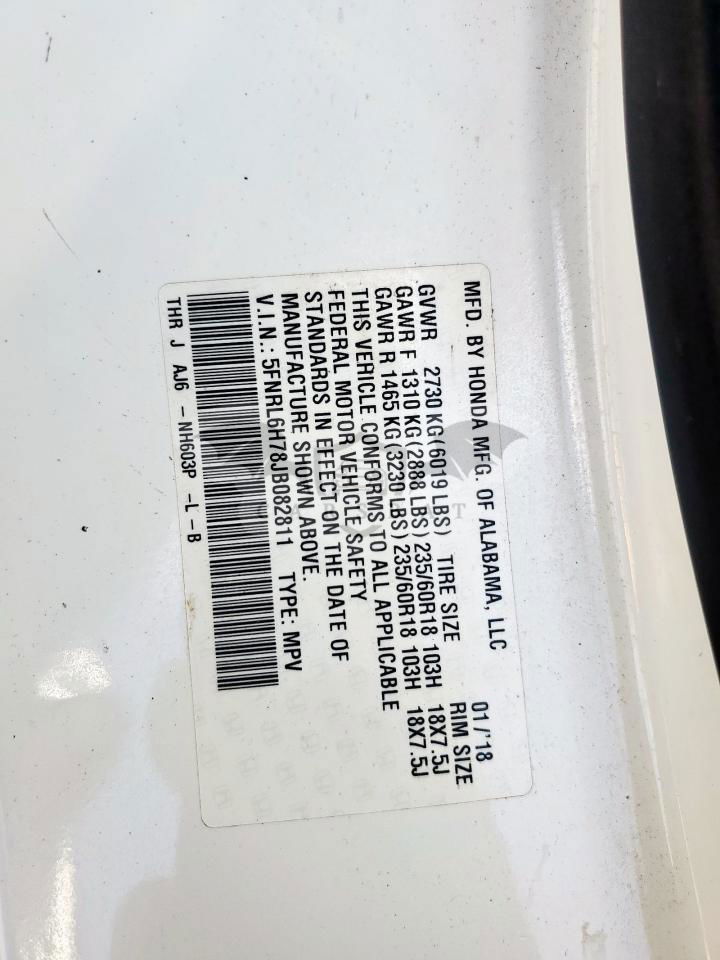 MFD. BY HONDA MFG. OF ALABAMA, LLC 01/'18
GVWR 2730 KG (6019 LBS) TIRE SIZE RIM SIZE
GAWR F 1310 KG (2888 LBS) 235/60R18 103H 18X7.5J
GAWR R 1465 KG (3230 LBS) 235/60R18 103H 18X7.5J
THIS VEHICLE CONFORMS TO ALL APPLICABLE
FEDERAL MOTOR VEHICLE SAFETY
STANDARDS IN EFFECT ON THE DATE OF
MANUFACTURE SHOWN ABOVE.
V.I.N.: 5FNRL6H78JB082811 TYPE: MPV
THR J AJ6 -NH603P -L -B